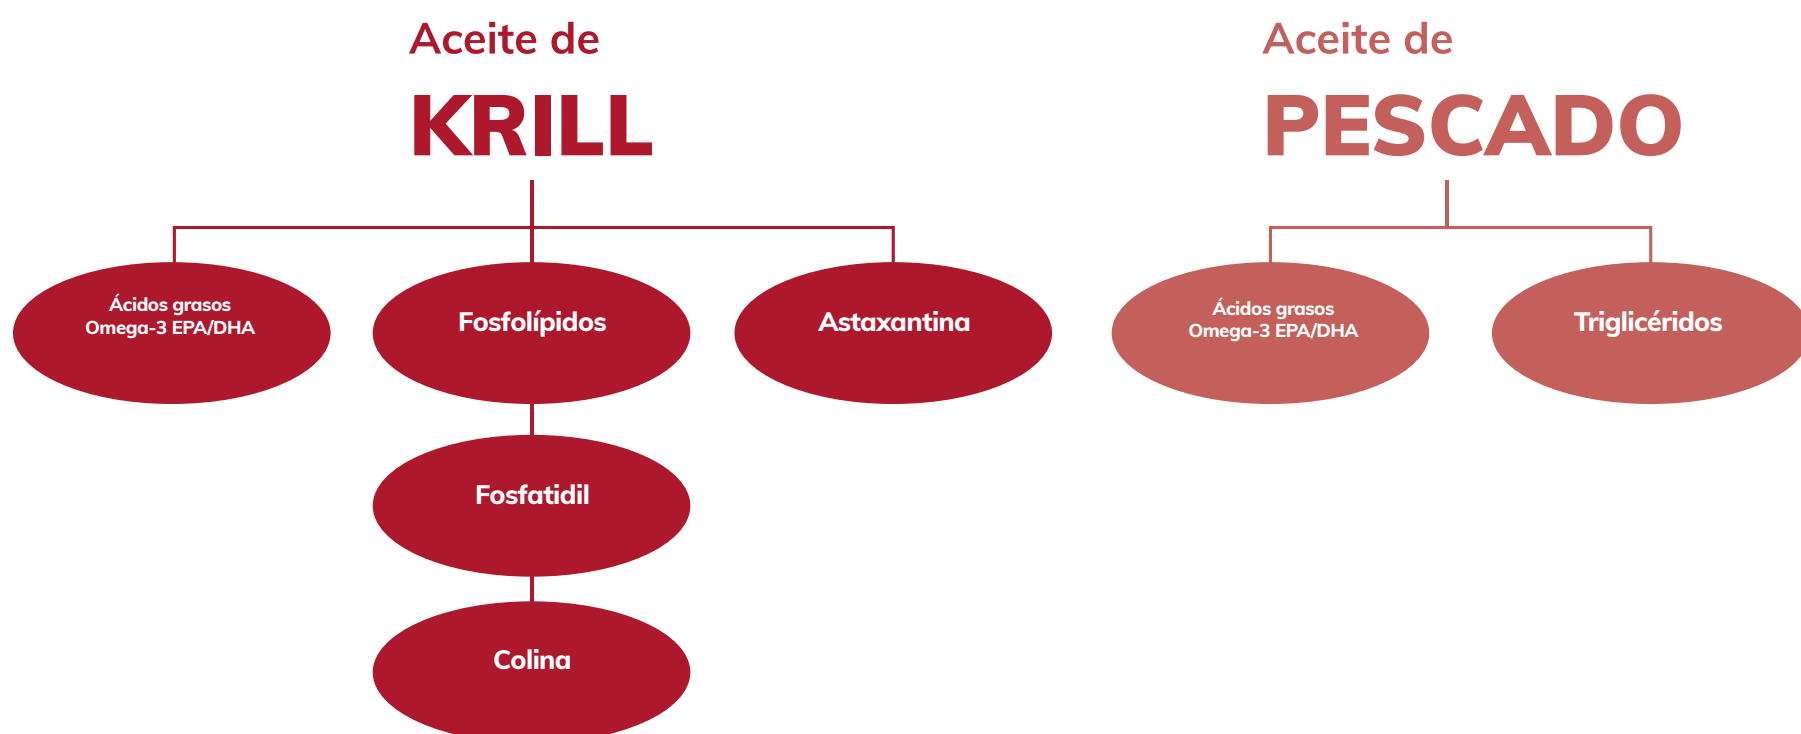 Aceite de
KRILL
Ácidos grasos
Omega-3 EPA/DHA
Fosfolípidos
Astaxantina
Fosfatidil
Colina
Aceite de
PESCADO
Ácidos grasos
Omega-3 EPA/DHA
Triglicéridos